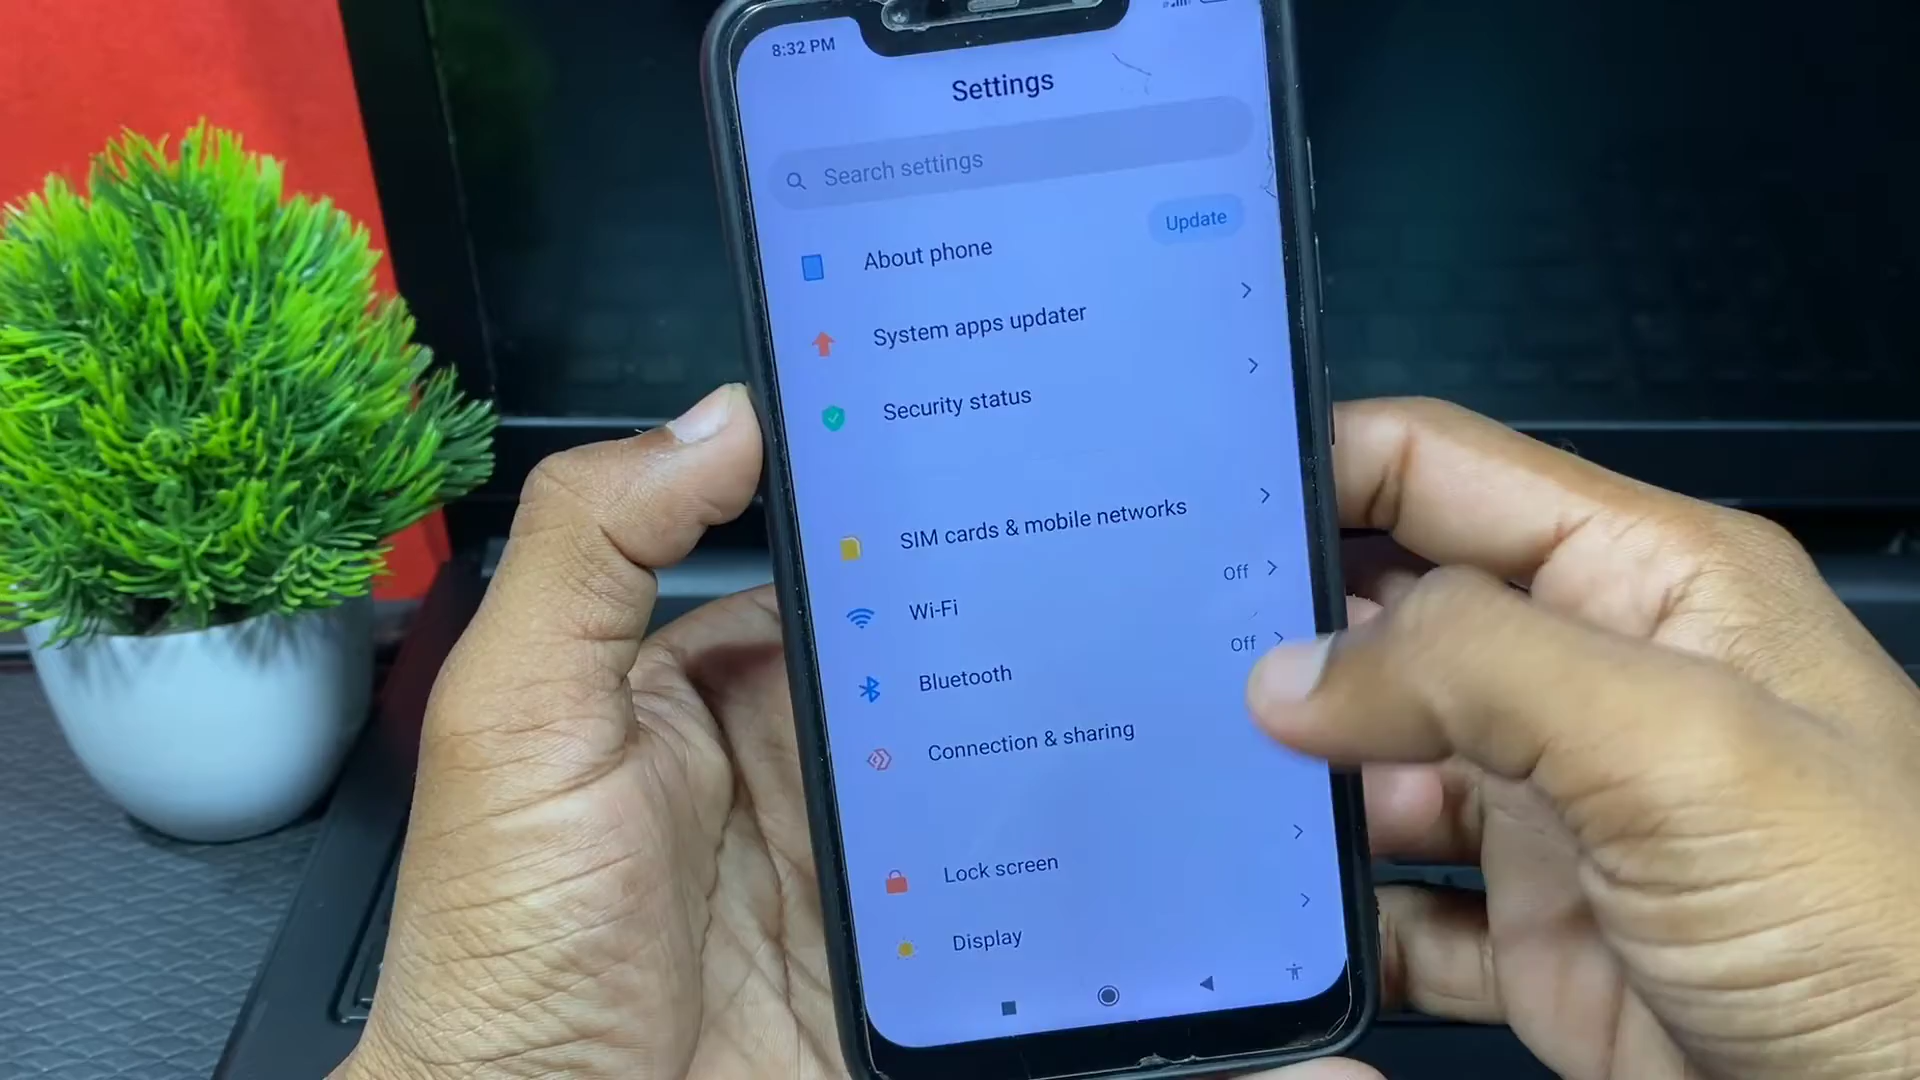 8:32 PM
Settings
Search settings
About phone
Update
System apps updater
Security status
SIM cards & mobile networks
Wi-Fi
Off
Bluetooth
Off
Connection & sharing
Lock screen
Display